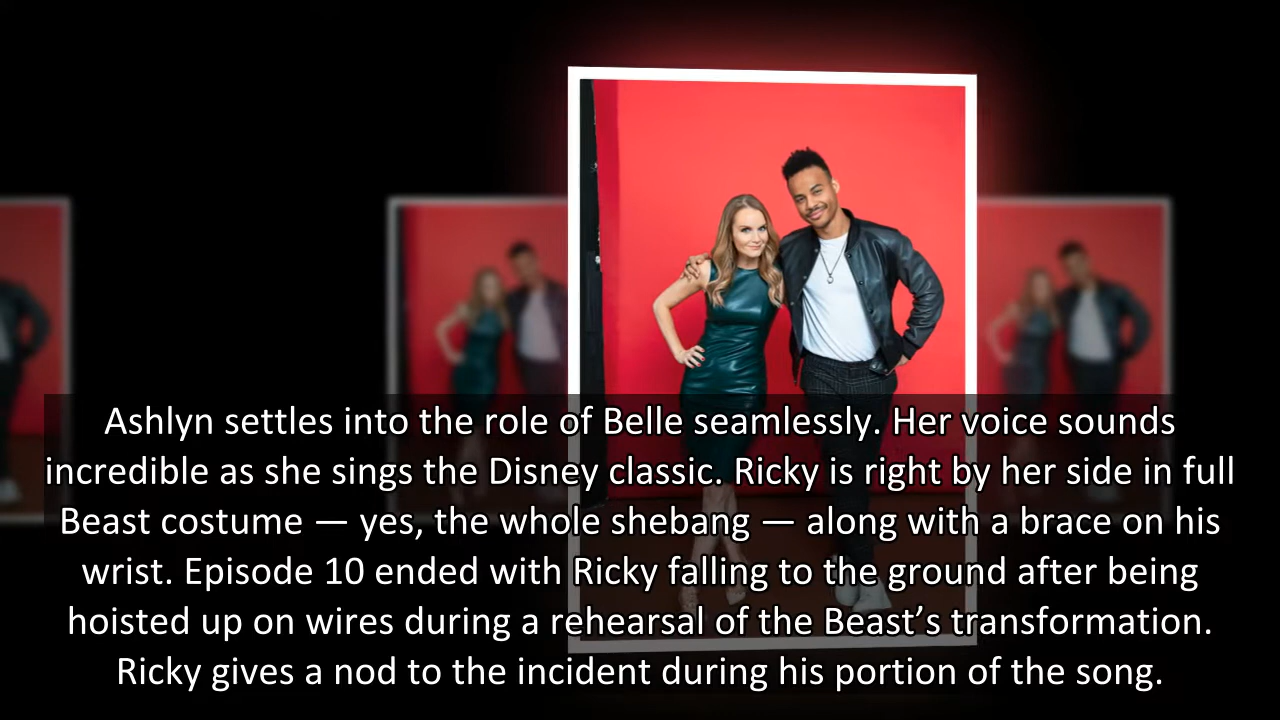 Ashlyn settles into the role of Belle seamlessly. Her voice sounds
incredible as she sings the Disney classic. Ricky is right by her side in full
Beast costume — yes, the whole shebang — along with a brace on his
wrist. Episode 10 ended with Ricky falling to the ground after being
hoisted up on wires during a rehearsal of the Beast’s transformation.
Ricky gives a nod to the incident during his portion of the song.